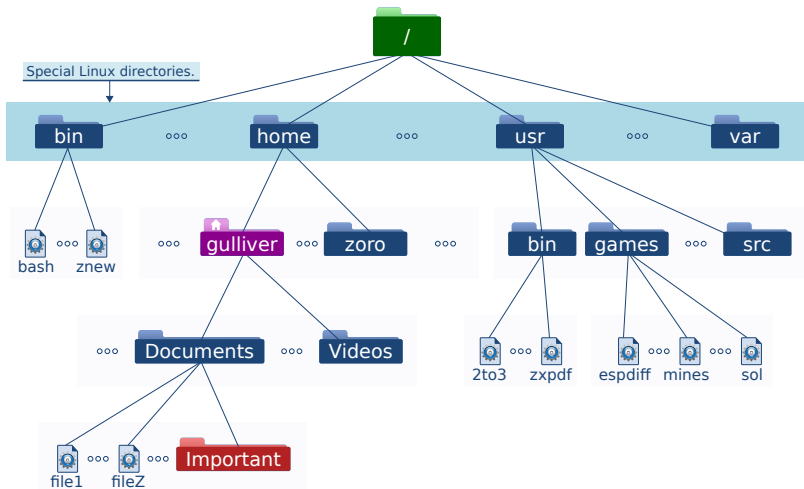 /
Special Linux directories.
bin
home
usr
var
gulliver
zoro
bin
games
src
bash
znew
Documents
Videos
2to3
zxpdf
espdiff
mines
sol
Important
file1
fileZ